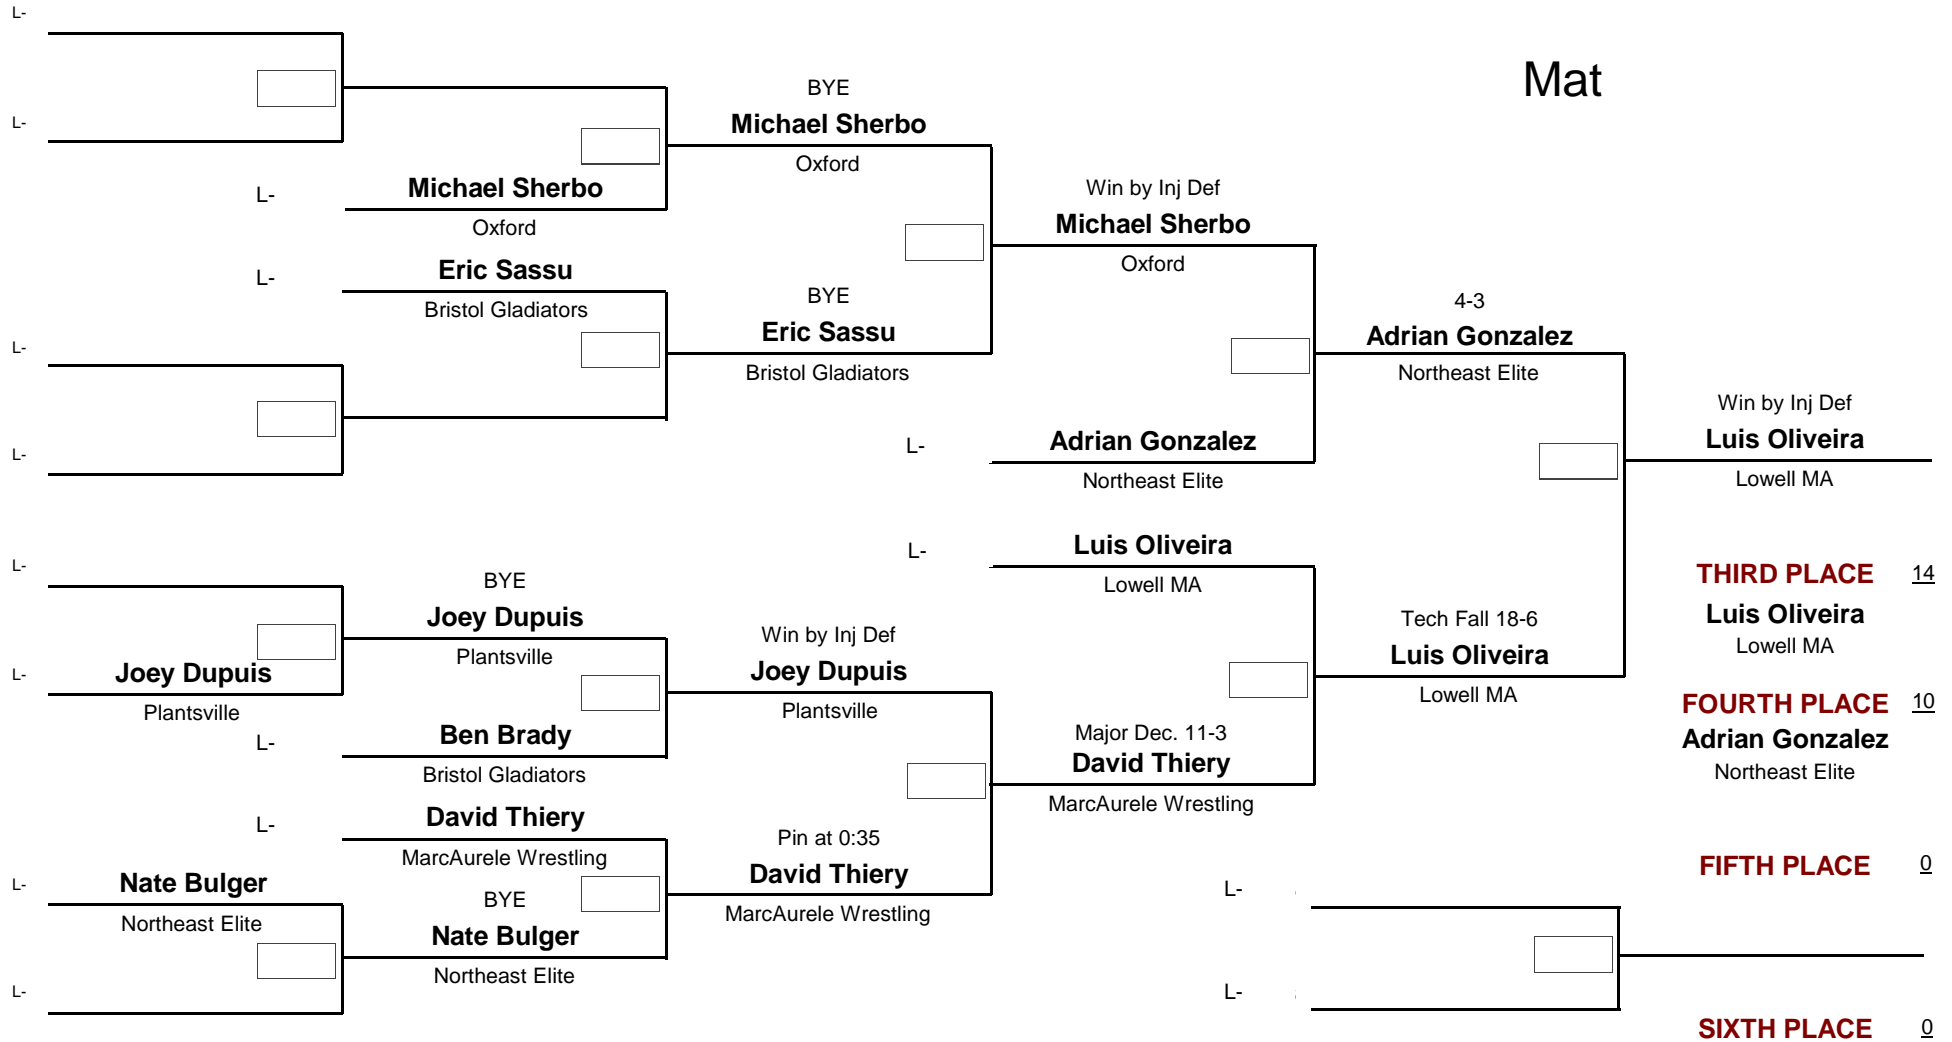 L-
Mat
BYE
L-
Michael Sherbo
Oxford
L-
Michael Sherbo
Oxford
Win by Inj Def
Michael Sherbo
Oxford
L-
Eric Sassu
Bristol Gladiators
BYE
Eric Sassu
Bristol Gladiators
4-3
Adrian Gonzalez
Northeast Elite
L-
Win by Inj Def
Luis Oliveira
Lowell MA
L-
L-
Adrian Gonzalez
Northeast Elite
L-
Luis Oliveira
Lowell MA
L-
BYE
Joey Dupuis
Plantsville
THIRD PLACE 14
Luis Oliveira
Lowell MA
Win by Inj Def
Joey Dupuis
Plantsville
Tech Fall 18-6
Luis Oliveira
Lowell MA
L-
Joey Dupuis
Plantsville
FOURTH PLACE 10
Adrian Gonzalez
Northeast Elite
L-
Ben Brady
Bristol Gladiators
Major Dec. 11-3
David Thiery
MarcAurele Wrestling
L-
David Thiery
MarcAurele Wrestling
Pin at 0:35
David Thiery
MarcAurele Wrestling
FIFTH PLACE 0
L-
Nate Bulger
Northeast Elite
L-
BYE
Nate Bulger
Northeast Elite
L-
L-
SIXTH PLACE 0